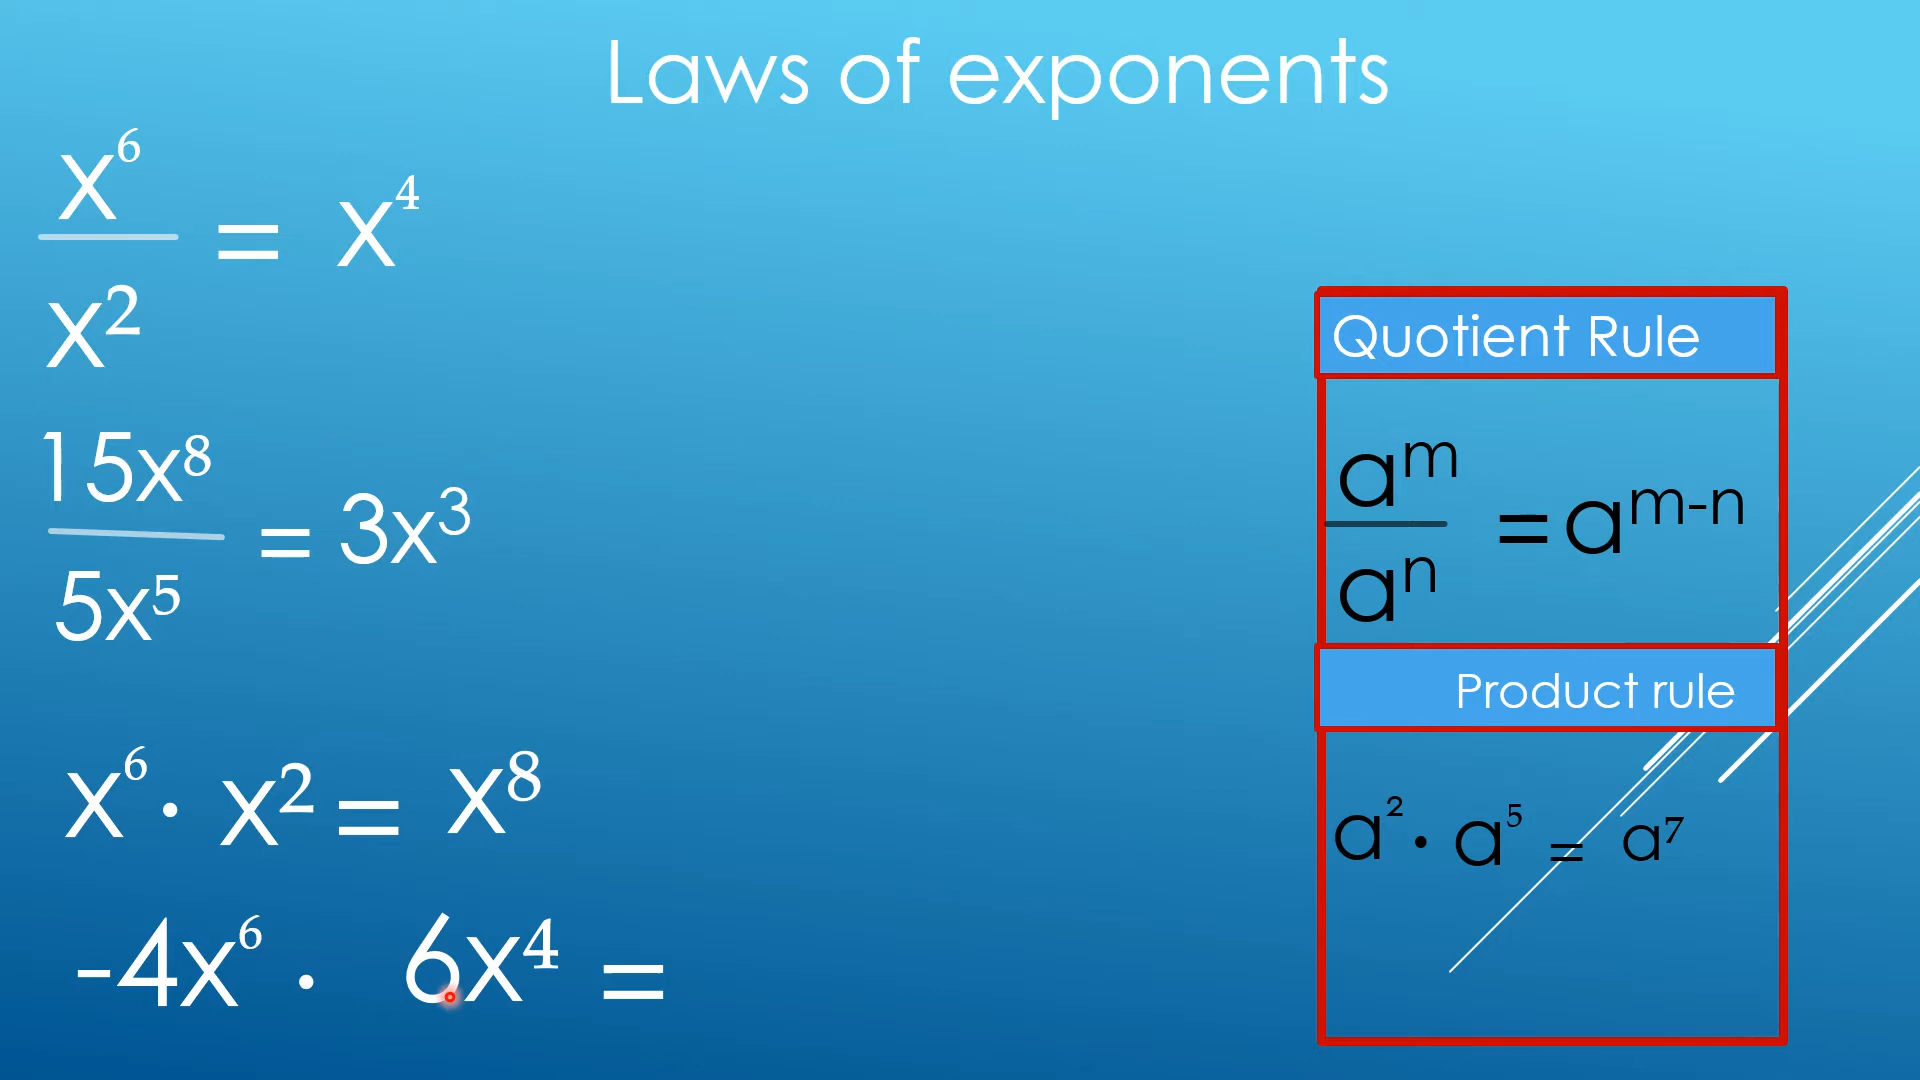 Laws of exponents
x⁶
—— = x⁴
x²
15x⁸
—— = 3x³
5x⁵
x⁶ · x² = x⁸
-4x⁶ · 6x⁴ =
Quotient Rule
aᵐ
—— = aᵐ⁻ⁿ
aⁿ
Product rule
a² · a⁵ = a⁷